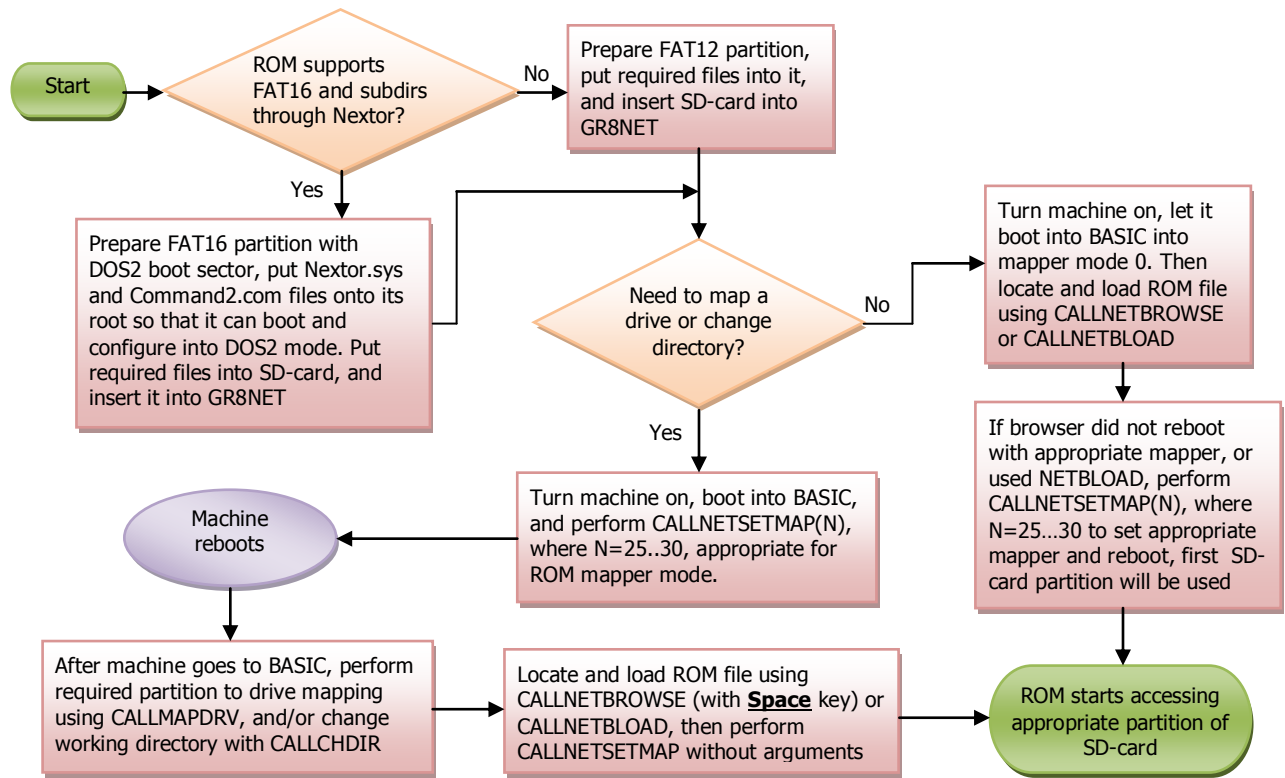 Start
ROM supports
FAT16 and subdirs
through Nextor?
No
Prepare FAT12 partition,
put required files into it,
and insert SD-card into
GR8NET
Yes
Prepare FAT16 partition with
DOS2 boot sector, put Nextor.sys
and Command2.com files onto its
root so that it can boot and
configure into DOS2 mode. Put
required files into SD-card, and
insert it into GR8NET
Need to map a
drive or change
directory?
No
Turn machine on, let it
boot into BASIC into
mapper mode 0. Then
locate and load ROM file
using CALLNETBROWSE
or CALLNETBLOAD
Yes
If browser did not reboot
with appropriate mapper, or
used NETBLOAD, perform
CALLNETSETMAP(N), where
N=25...30 to set appropriate
mapper and reboot, first  SD-
card partition will be used
Turn machine on, boot into BASIC,
and perform CALLNETSETMAP(N),
where N=25..30, appropriate for
ROM mapper mode.
Machine
reboots
After machine goes to BASIC, perform
required partition to drive mapping
using CALLMAPDRV, and/or change
working directory with CALLCHDIR
Locate and load ROM file using
CALLNETBROWSE (with Space key) or
CALLNETBLOAD, then perform
CALLNETSETMAP without arguments
ROM starts accessing
appropriate partition of
SD-card